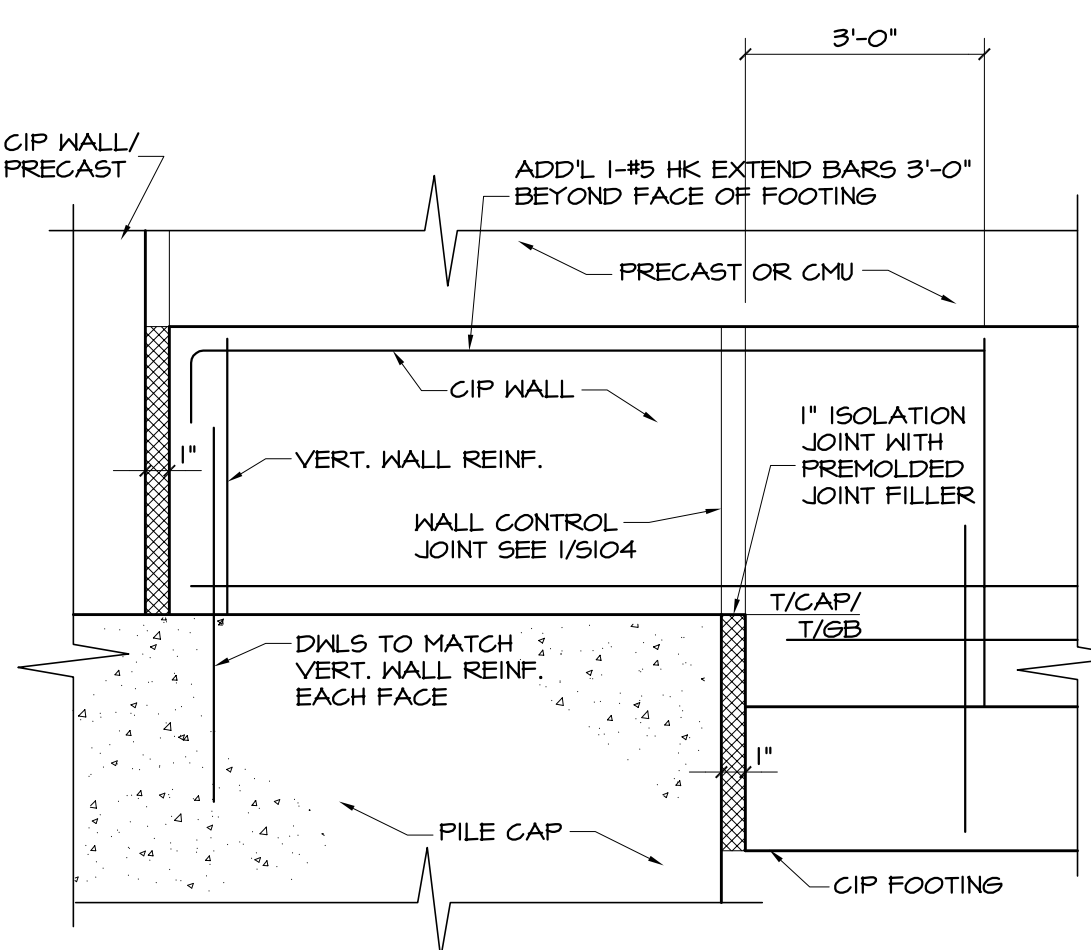 3'-0"
CIP WALL/
PRECAST
ADD'L 1-#5 HK EXTEND BARS 3'-0"
BEYOND FACE OF FOOTING
PRECAST OR CMU
CIP WALL
1" ISOLATION
JOINT WITH
PREMOLDED
JOINT FILLER
1"
VERT. WALL REINF.
WALL CONTROL
JOINT SEE 1/S104
T/CAP/
T/GB
DWLS TO MATCH
VERT. WALL REINF.
EACH FACE
1"
PILE CAP
CIP FOOTING